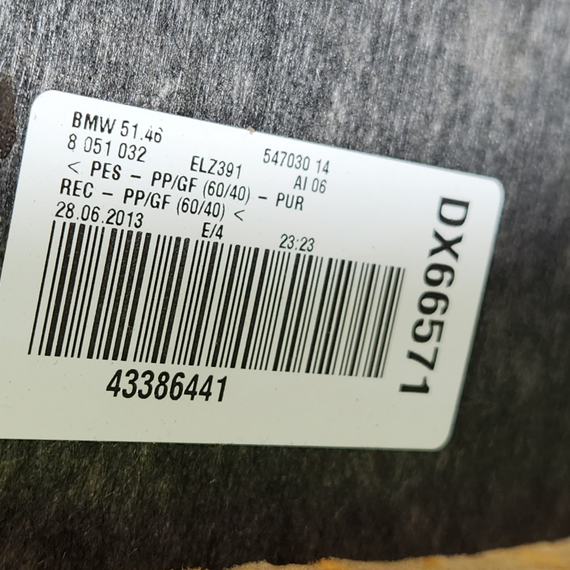 BMW 51.46
8 051 032 ELZ391 547030 14
AI 06
< PES – PP/GF (60/40) – PUR
REC – PP/GF (60/40) <
28.06.2013 E/4 23:23
43386441
DX66571